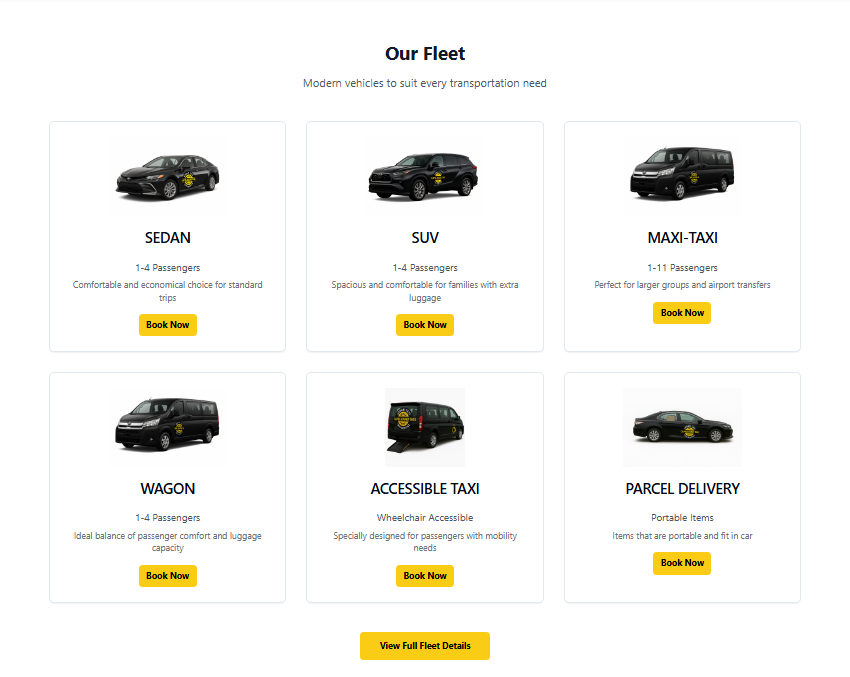 Our Fleet
Modern vehicles to suit every transportation need
SEDAN
1-4 Passengers
Comfortable and economical choice for standard
trips
Book Now
SUV
1-4 Passengers
Spacious and comfortable for families with extra
luggage
Book Now
MAXI-TAXI
1-11 Passengers
Perfect for larger groups and airport transfers
Book Now
WAGON
1-4 Passengers
Ideal balance of passenger comfort and luggage
capacity
Book Now
ACCESSIBLE TAXI
Wheelchair Accessible
Specially designed for passengers with mobility
needs
Book Now
PARCEL DELIVERY
Portable Items
Items that are portable and fit in car
Book Now
View Full Fleet Details